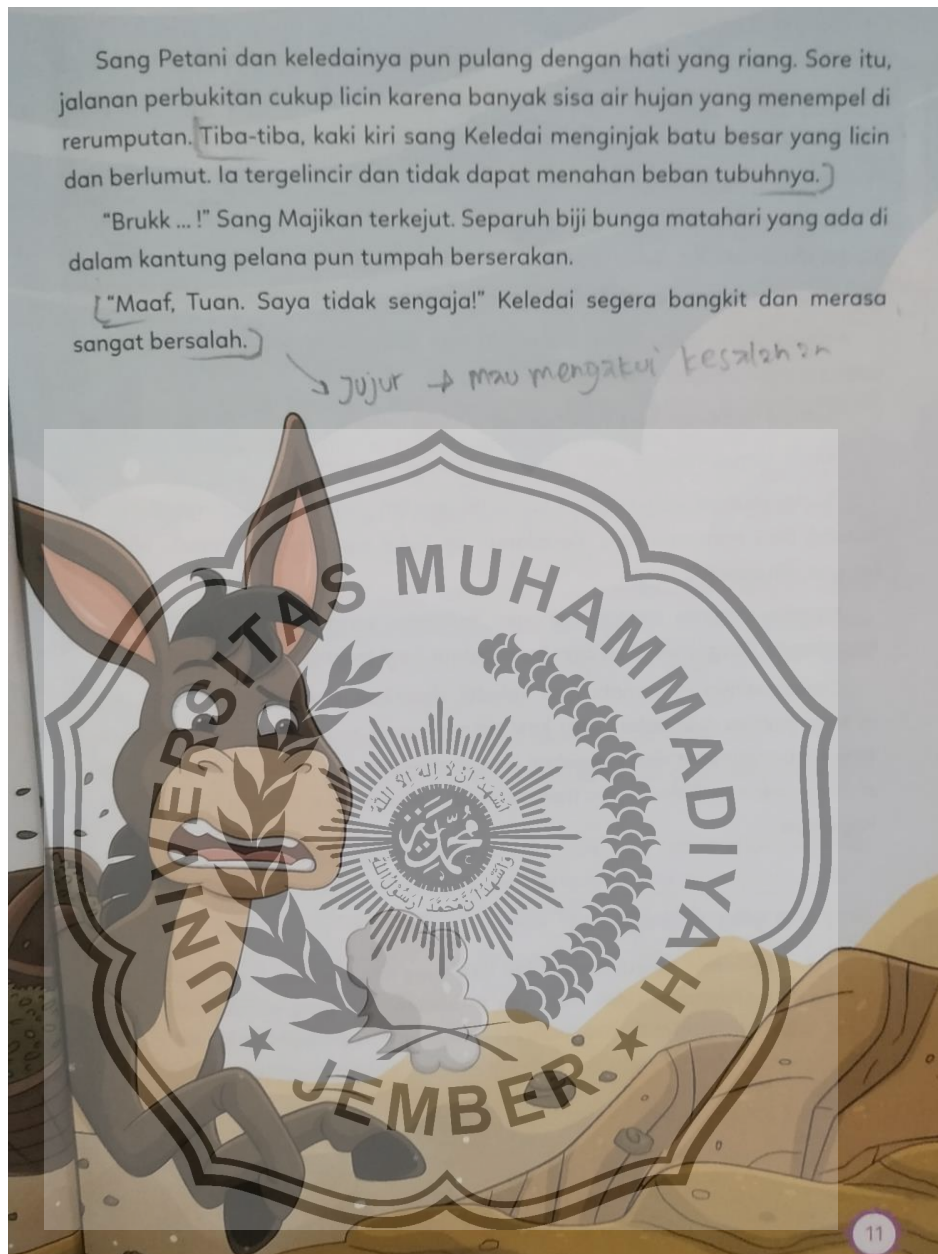 Sang Petani dan keledainya pun pulang dengan hati yang riang. Sore itu,
jalanan perbukitan cukup licin karena banyak sisa air hujan yang menempel di
rerumputan. Tiba-tiba, kaki kiri sang Keledai menginjak batu besar yang licin
dan berlumut. Ia tergelincir dan tidak dapat menahan beban tubuhnya.
“Brukk ... !” Sang Majikan terkejut. Separuh biji bunga matahari yang ada di
dalam kantung pelana pun tumpah berserakan.
“Maaf, Tuan. Saya tidak sengaja!” Keledai segera bangkit dan merasa
sangat bersalah.
→ Jujur → mau mengakui kesalahan
UNIVERSITAS MUHAMMADIYAH
JEMBER
11